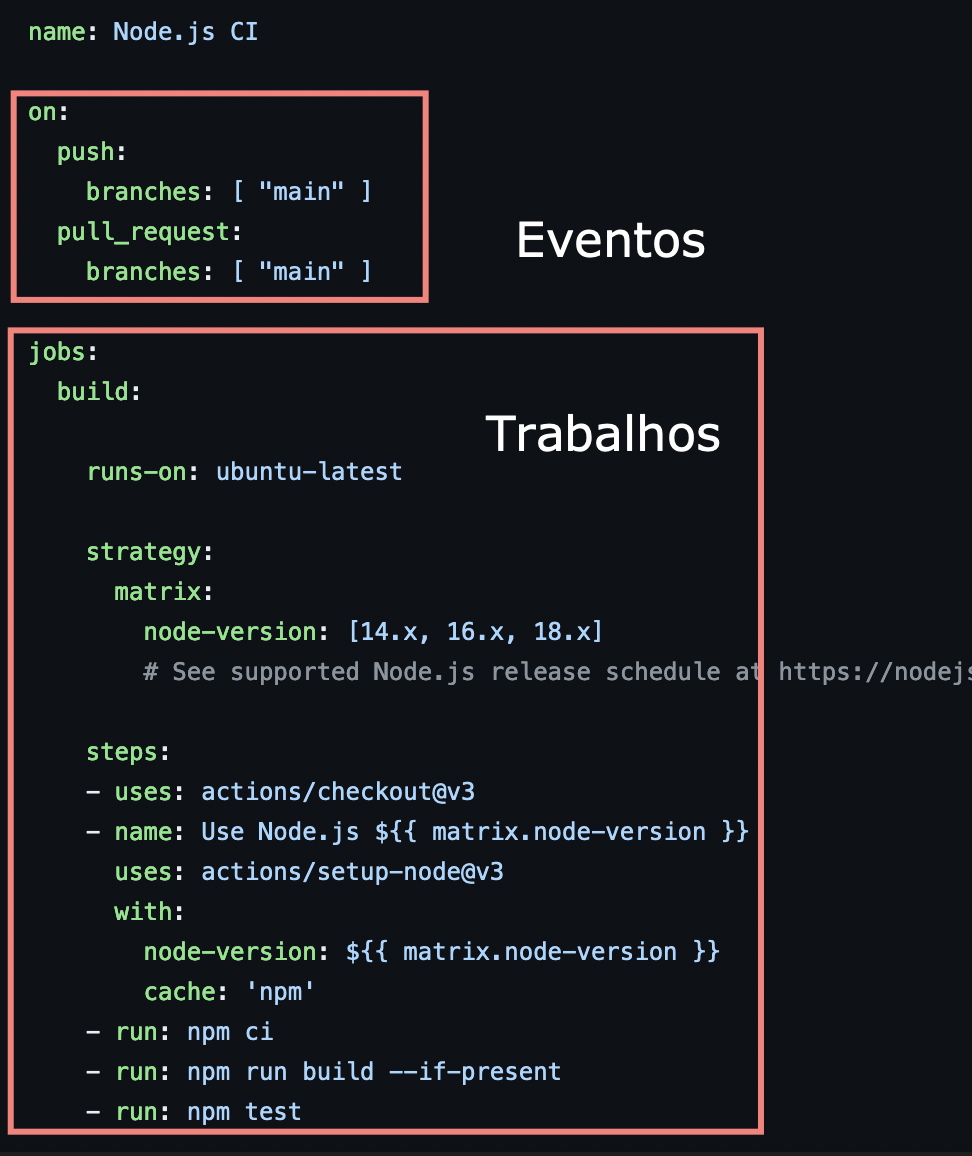 name: Node.js CI
on:
push:
branches: [ "main" ]
pull_request:
branches: [ "main" ]
Eventos
jobs:
build:
Trabalhos
runs-on: ubuntu-latest
strategy:
matrix:
node-version: [14.x, 16.x, 18.x]
# See supported Node.js release schedule at https://nodejs
steps:
- uses: actions/checkout@v3
- name: Use Node.js ${{ matrix.node-version }}
uses: actions/setup-node@v3
with:
node-version: ${{ matrix.node-version }}
cache: 'npm'
- run: npm ci
- run: npm run build --if-present
- run: npm test